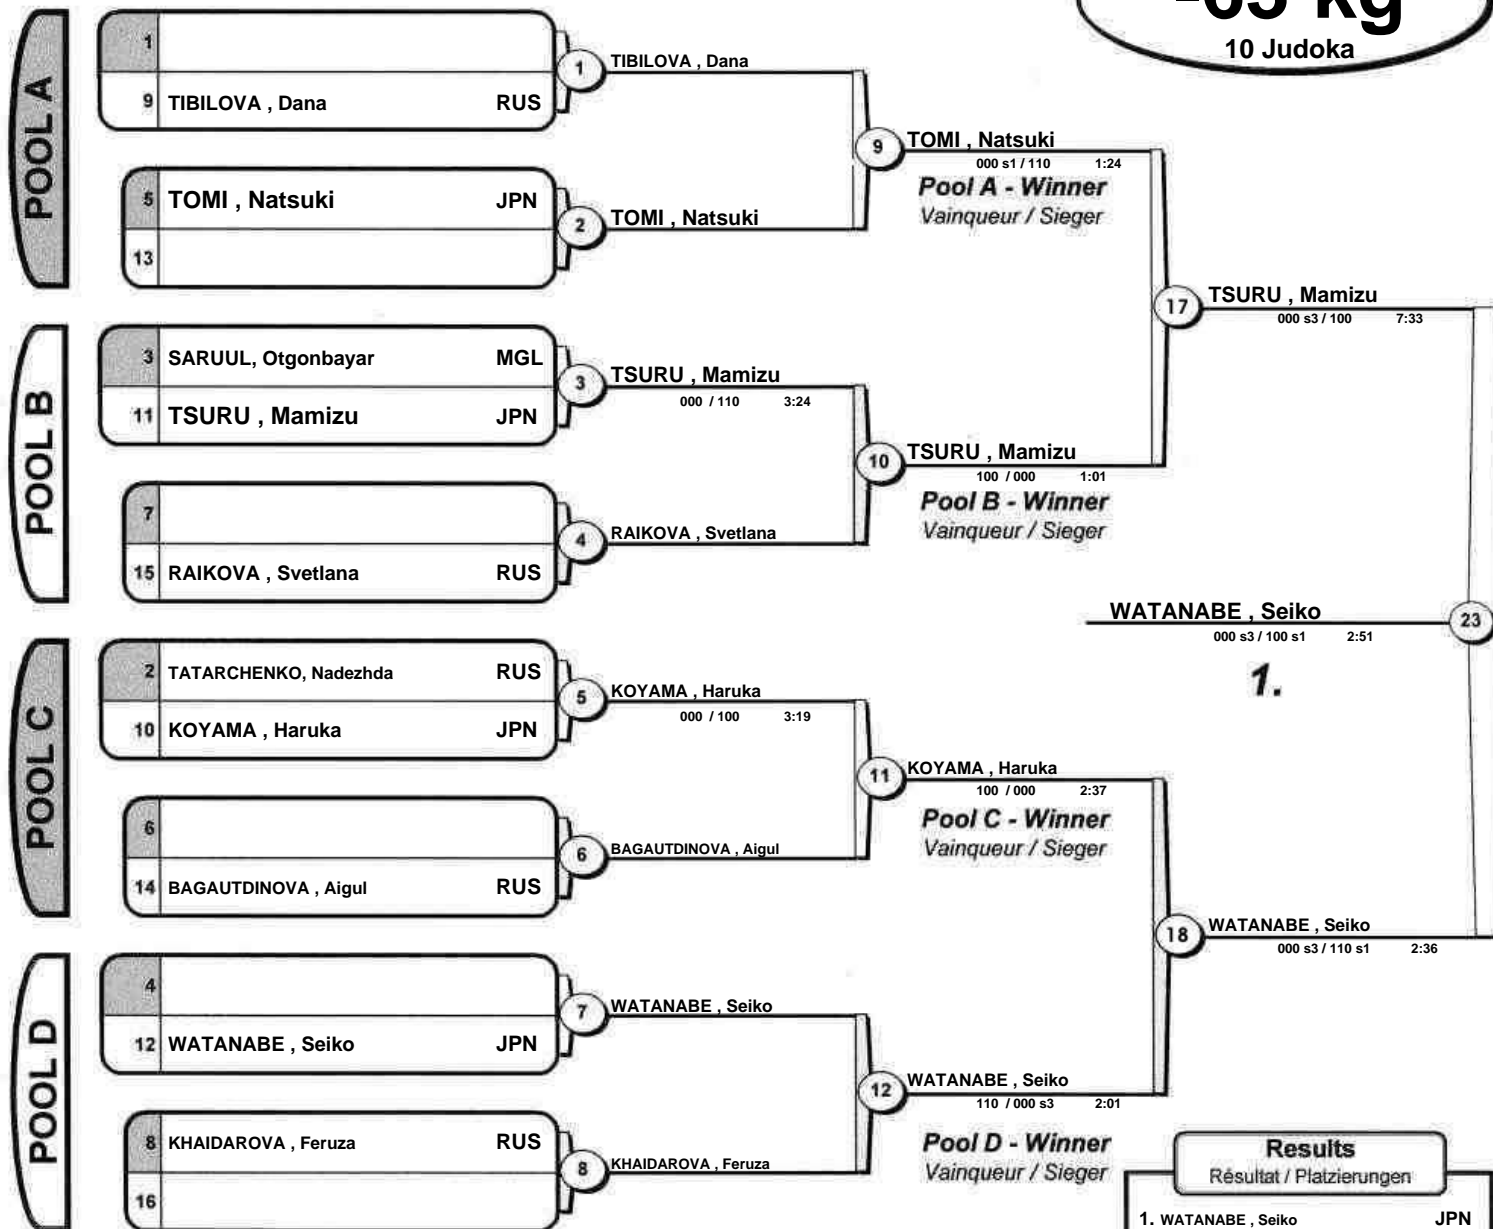 -63 kg
10 Judoka
POOL A
1
9 TIBILOVA , Dana RUS
1 TIBILOVA , Dana
5 TOMI , Natsuki JPN
13
2 TOMI , Natsuki
9 TOMI , Natsuki
000 s1 / 110 1:24
Pool A - Winner
Vainqueur / Sieger
POOL B
3 SARUUL, Otgonbayar MGL
11 TSURU , Mamizu JPN
3 TSURU , Mamizu
000 / 110 3:24
7
15 RAIKOVA , Svetlana RUS
4 RAIKOVA , Svetlana
10 TSURU , Mamizu
100 / 000 1:01
Pool B - Winner
Vainqueur / Sieger
17 TSURU , Mamizu
000 s3 / 100 7:33
WATANABE , Seiko 23
000 s3 / 100 s1 2:51
1.
POOL C
2 TATARCHENKO, Nadezhda RUS
10 KOYAMA , Haruka JPN
5 KOYAMA , Haruka
000 / 100 3:19
6
14 BAGAUTDINOVA , Aigul RUS
6 BAGAUTDINOVA , Aigul
11 KOYAMA , Haruka
100 / 000 2:37
Pool C - Winner
Vainqueur / Sieger
18 WATANABE , Seiko
000 s3 / 110 s1 2:36
POOL D
4
12 WATANABE , Seiko JPN
7 WATANABE , Seiko
8 KHAIDAROVA , Feruza RUS
16
8 KHAIDAROVA , Feruza
12 WATANABE , Seiko
110 / 000 s3 2:01
Pool D - Winner
Vainqueur / Sieger
Results
Résultat / Platzierungen
1. WATANABE , Seiko JPN